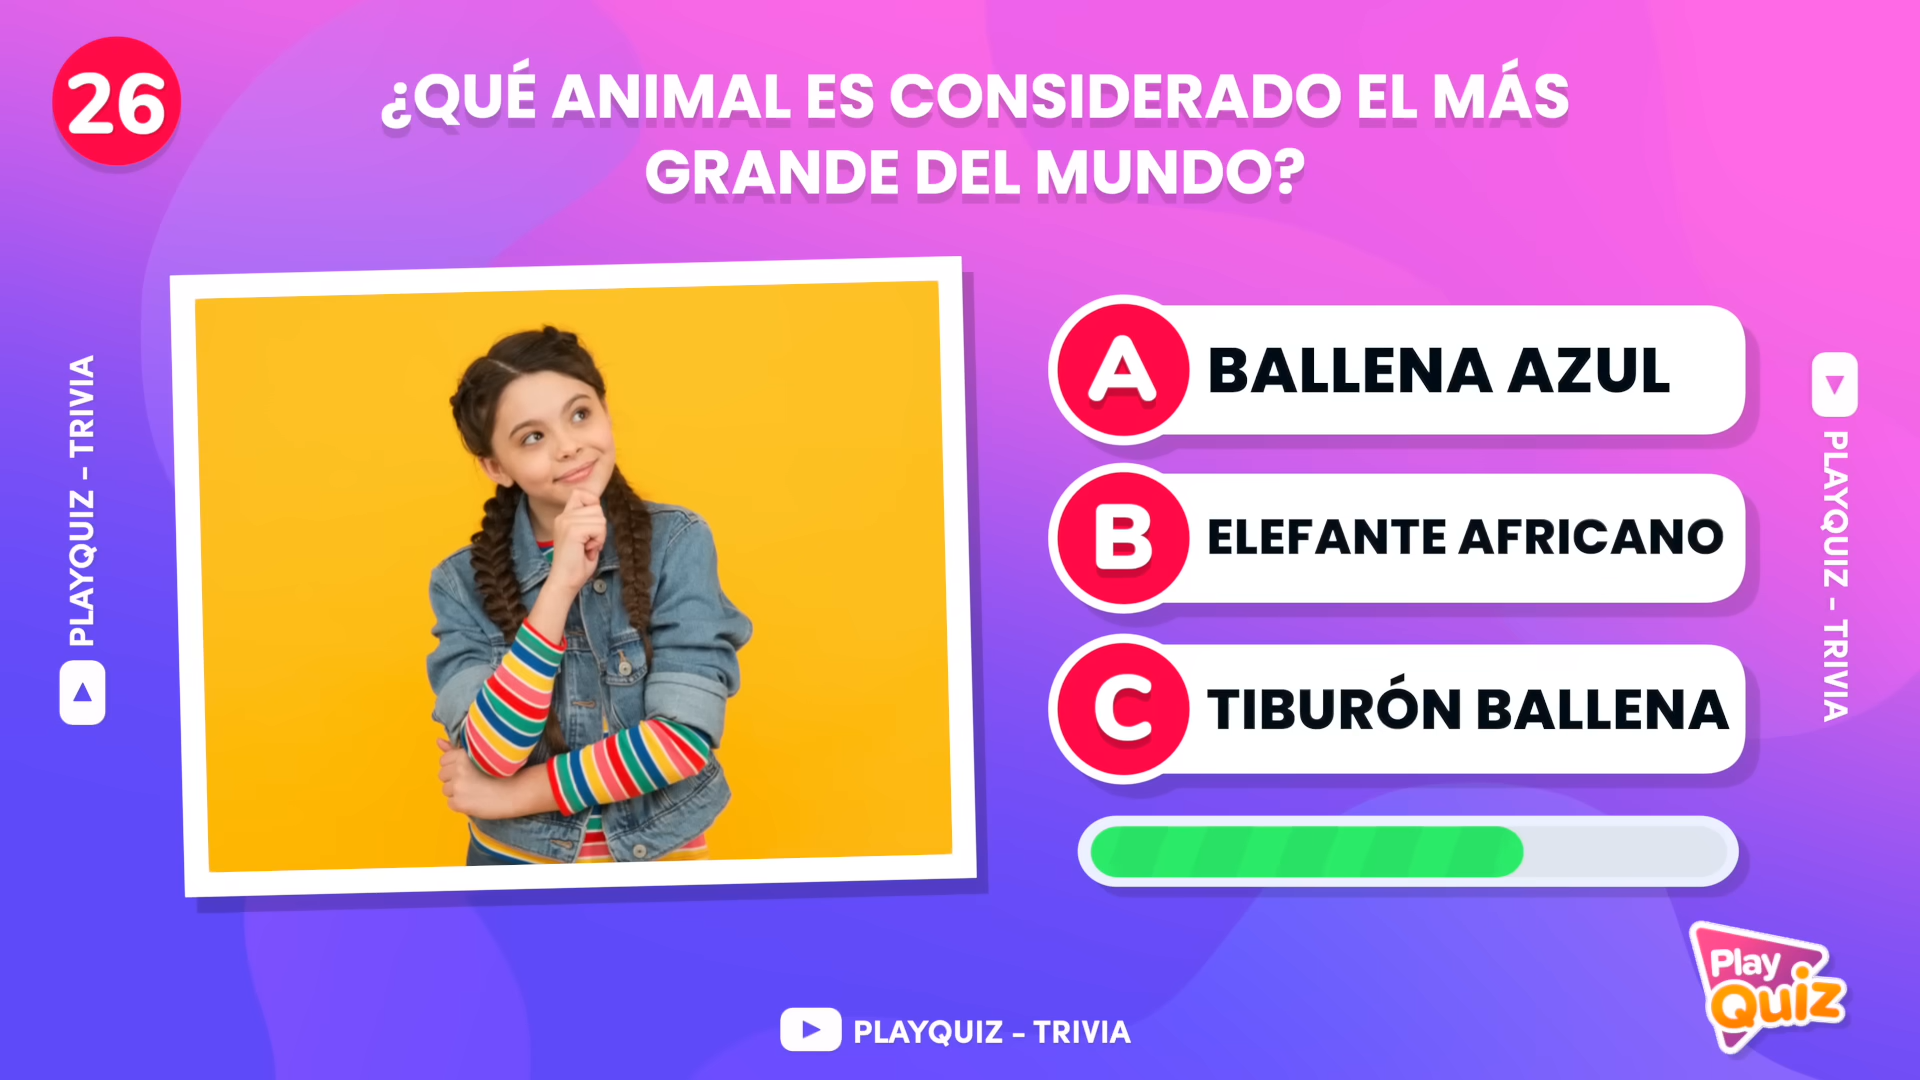 26
¿QUÉ ANIMAL ES CONSIDERADO EL MÁS
GRANDE DEL MUNDO?
A BALLENA AZUL
B ELEFANTE AFRICANO
C TIBURÓN BALLENA
PLAYQUIZ - TRIVIA
PLAYQUIZ - TRIVIA
PLAYQUIZ - TRIVIA
Play
Quiz